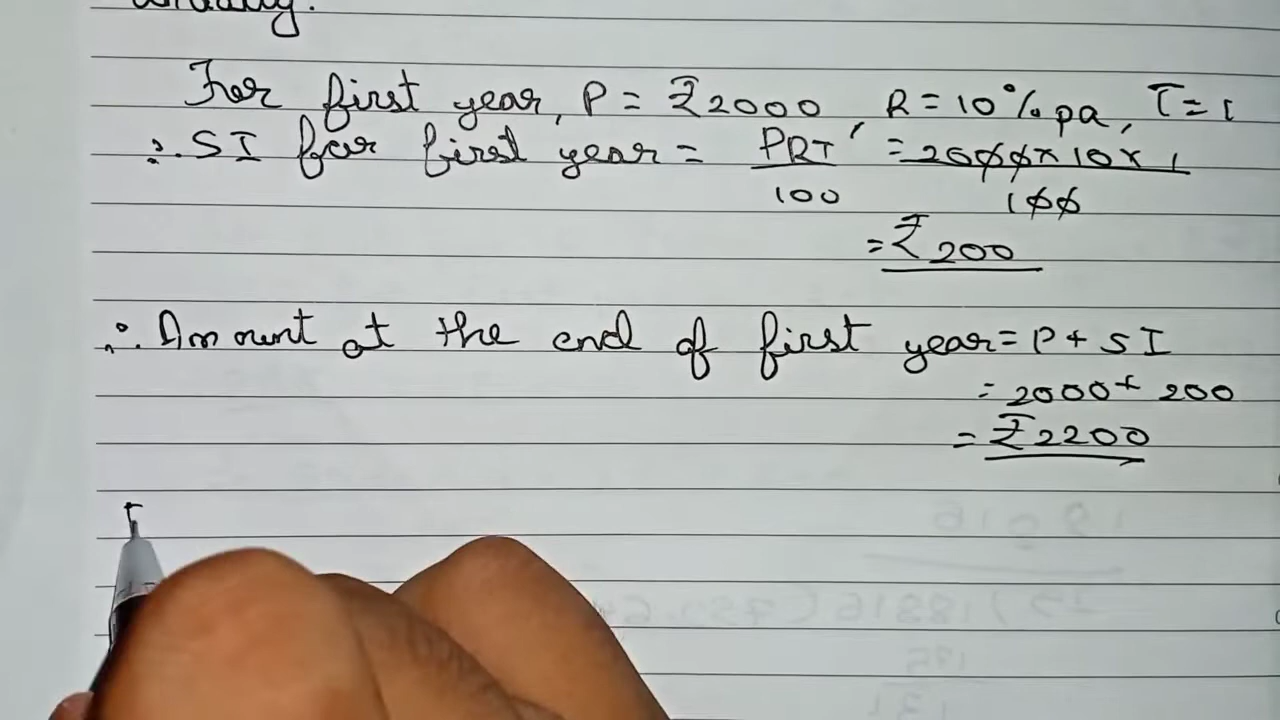 For first year, P = ₹2000, R = 10% pa, T = 1
∴ SI for first year = PRT/100 = 2000 × 10 × 1/100
= ₹200
∴ Amount at the end of first year = P + SI
= 2000 + 200
= ₹2200